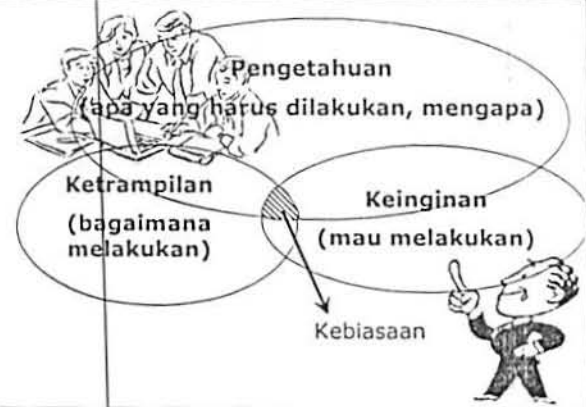 Pengetahuan
(apa yang harus dilakukan, mengapa)
Ketrampilan
(bagaimana
melakukan)
Keinginan
(mau melakukan)
Kebiasaan